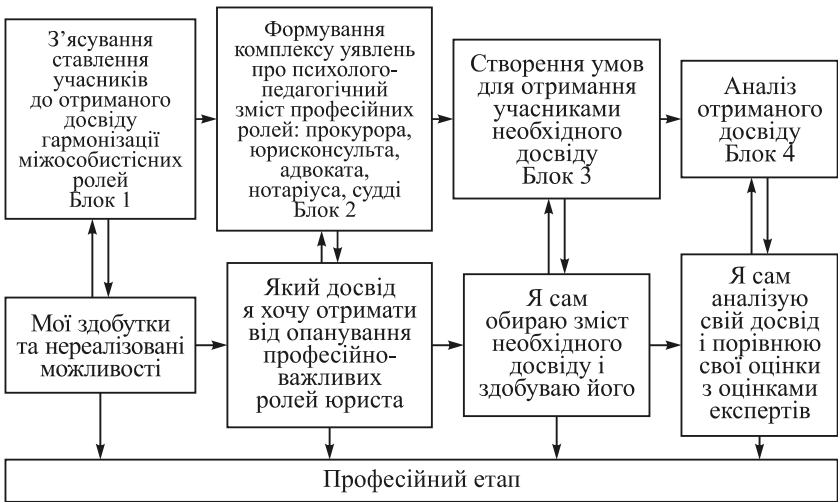 З’ясування
ставлення
учасників
до отриманого
досвіду
гармонізації
міжособистісних
ролей
Блок 1
Формування
комплексу уявлень
про психолого-
педагогічний
зміст професійних
ролей: прокурора,
юрисконсульта,
адвоката,
нотаріуса, судді
Блок 2
Створення умов
для отримання
учасниками
необхідного
досвіду
Блок 3
Аналіз
отриманого
досвіду
Блок 4
Мої здобутки
та нереалізовані
можливості
Який досвід
я хочу отримати
від опанування
професійно-
важливих
ролей юриста
Я сам
обираю зміст
необхідного
досвіду і
здобуваю його
Я сам
аналізую
свій досвід
і порівнюю
свої оцінки
з оцінками
експертів
Професійний етап